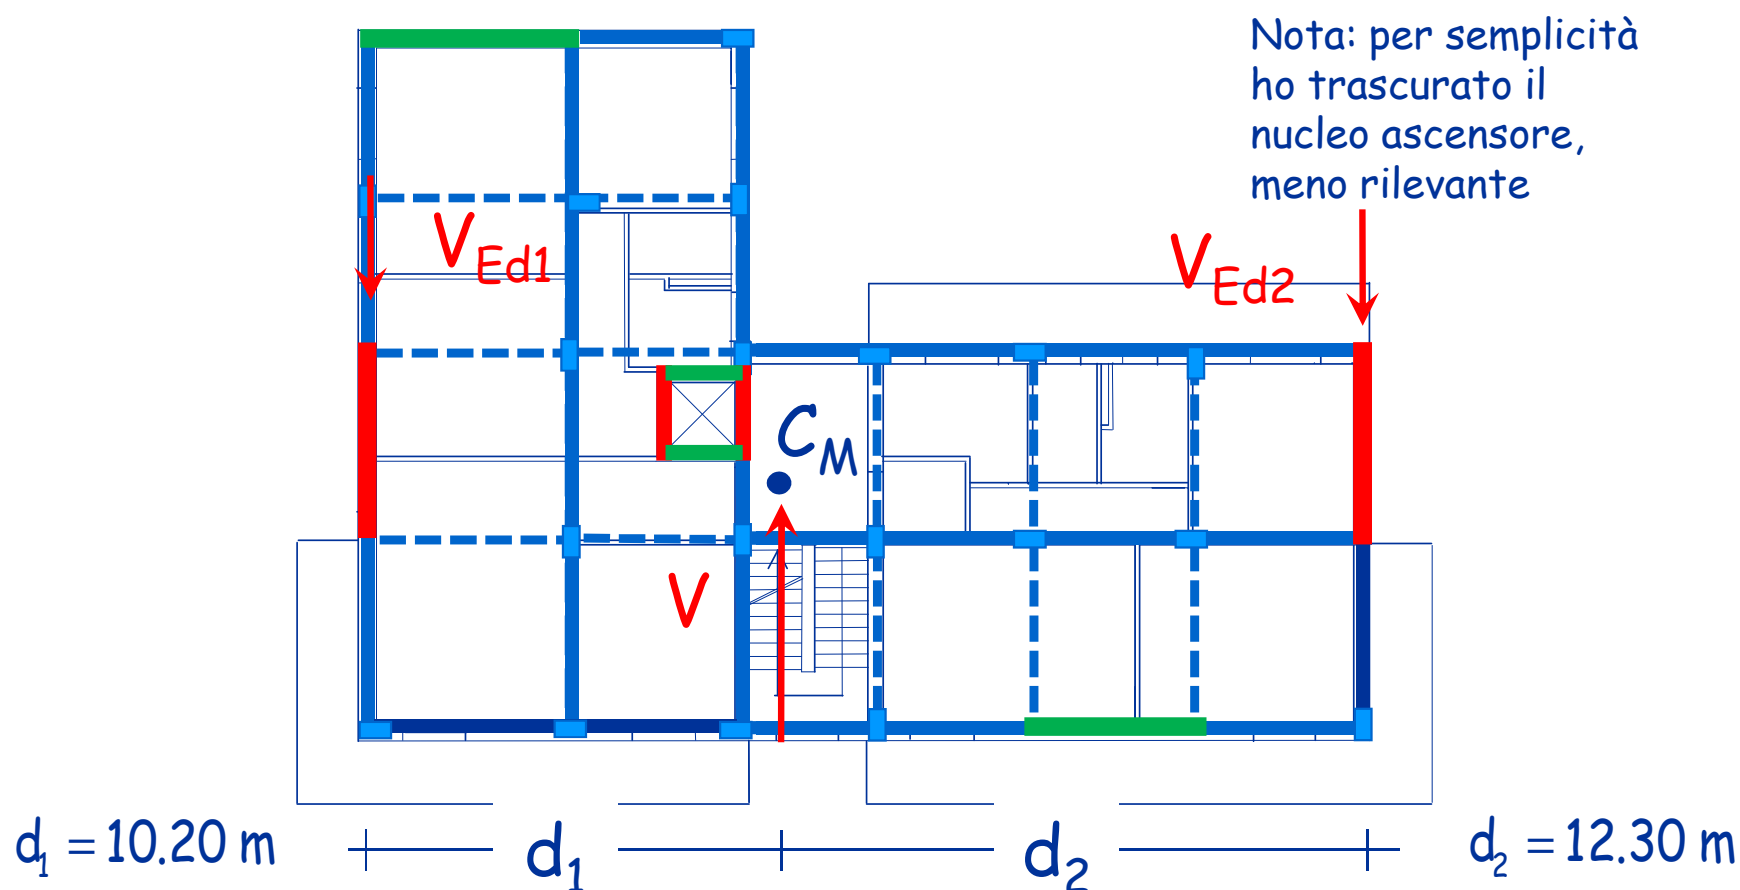 Nota: per semplicità
ho trascurato il
nucleo ascensore,
meno rilevante
VEd1
VEd2
CM
V
d1 = 10.20 m
d1
d2
d2 = 12.30 m